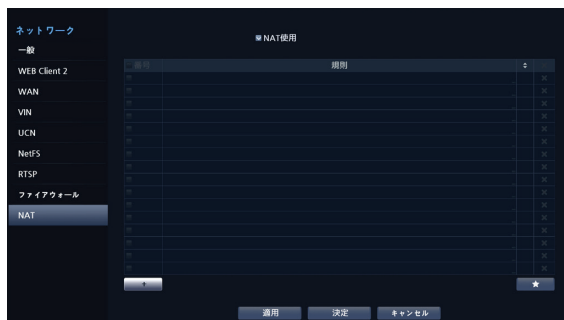 ネットワーク
一般
WEB Client 2
WAN
VIN
UCN
NetFS
RTSP
ファイアウォール
NAT
NAT使用
番号 規則
適用 決定 キャンセル